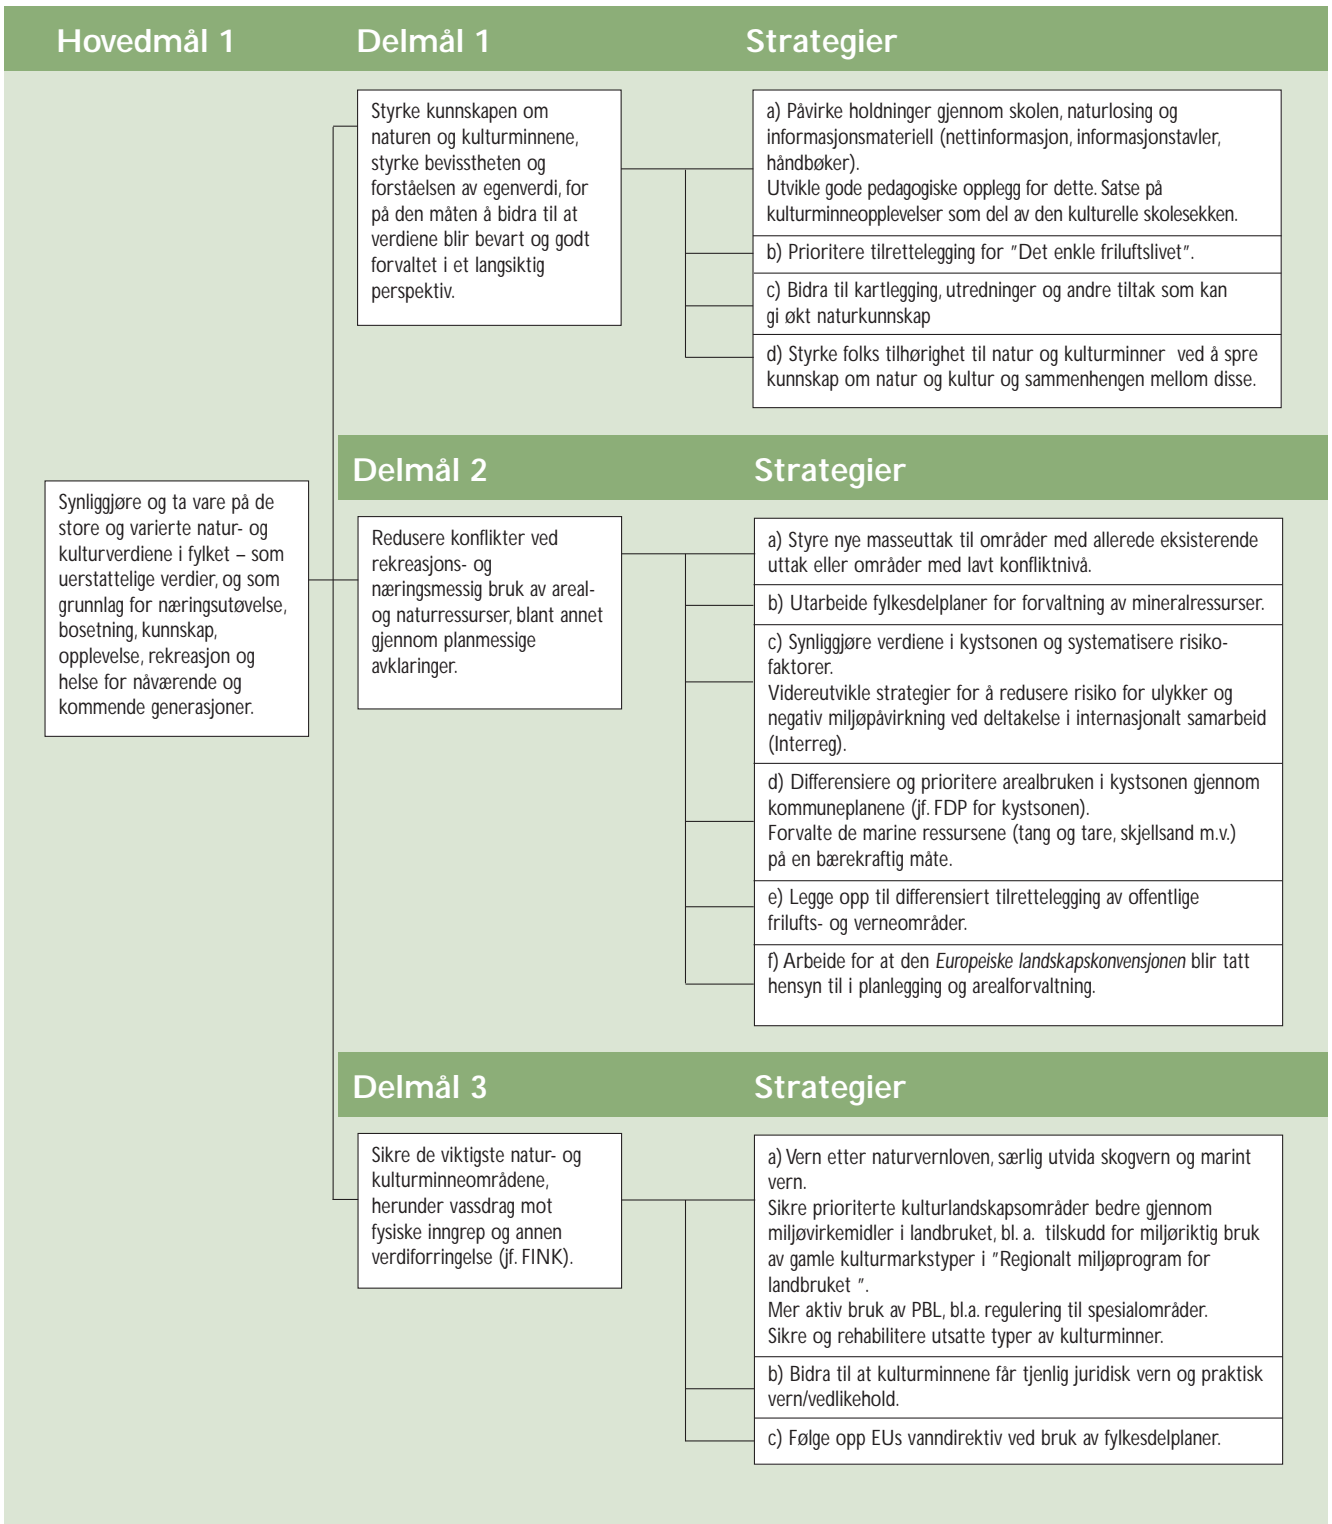 Hovedmål 1
Delmål 1
Strategier
Styrke kunnskapen om
naturen og kulturminnene,
styrke bevisstheten og
forståelsen av egenverdi, for
på den måten å bidra til at
verdiene blir bevart og godt
forvaltet i et langsiktig
perspektiv.
a) Påvirke holdninger gjennom skolen, naturlosing og
informasjonsmateriell (nettinformasjon, informasjonstavler,
håndbøker).
Utvikle gode pedagogiske opplegg for dette. Satse på
kulturminneopplevelser som del av den kulturelle skolesekken.
b) Prioritere tilrettelegging for "Det enkle friluftslivet".
c) Bidra til kartlegging, utredninger og andre tiltak som kan
gi økt naturkunnskap
d) Styrke folks tilhørighet til natur og kulturminner ved å spre
kunnskap om natur og kultur og sammenhengen mellom disse.
Synliggjøre og ta vare på de
store og varierte natur- og
kulturverdiene i fylket – som
uerstattelige verdier, og som
grunnlag for næringsutøvelse,
bosetning, kunnskap,
opplevelse, rekreasjon og
helse for nåværende og
kommende generasjoner.
Delmål 2
Strategier
Redusere konflikter ved
rekreasjons- og
næringsmessig bruk av areal-
og naturressurser, blant annet
gjennom planmessige
avklaringer.
a) Styre nye masseuttak til områder med allerede eksisterende
uttak eller områder med lavt konfliktnivå.
b) Utarbeide fylkesdelplaner for forvaltning av mineralressurser.
c) Synliggjøre verdiene i kystsonen og systematisere risiko-
faktorer.
Videreutvikle strategier for å redusere risiko for ulykker og
negativ miljøpåvirkning ved deltakelse i internasjonalt samarbeid
(Interreg).
d) Differensiere og prioritere arealbruken i kystsonen gjennom
kommuneplanene (jf. FDP for kystsonen).
Forvalte de marine ressursene (tang og tare, skjellsand m.v.)
på en bærekraftig måte.
e) Legge opp til differensiert tilrettelegging av offentlige
frilufts- og verneområder.
f) Arbeide for at den Europeiske landskapskonvensjonen blir tatt
hensyn til i planlegging og arealforvaltning.
Delmål 3
Strategier
Sikre de viktigste natur- og
kulturminneområdene,
herunder vassdrag mot
fysiske inngrep og annen
verdiforringelse (jf. FINK).
a) Vern etter naturvernloven, særlig utvida skogvern og marint
vern.
Sikre prioriterte kulturlandskapsområder bedre gjennom
miljøvirkemidler i landbruket, bl. a. tilskudd for miljøriktig bruk
av gamle kulturmarkstyper i "Regionalt miljøprogram for
landbruket ".
Mer aktiv bruk av PBL, bl.a. regulering til spesialområder.
Sikre og rehabilitere utsatte typer av kulturminner.
b) Bidra til at kulturminnene får tjenlig juridisk vern og praktisk
vern/vedlikehold.
c) Følge opp EUs vanndirektiv ved bruk av fylkesdelplaner.